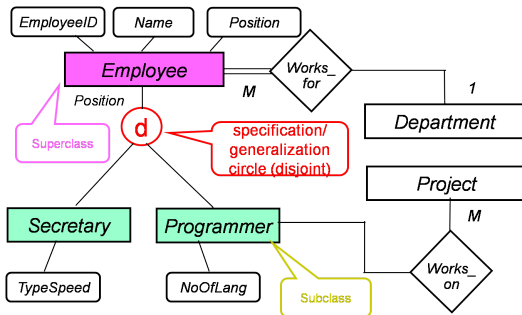 EmployeeID
Name
Position
Employee
Works_
for
M
Position
1
Superclass
d
specification/
generalization
circle (disjoint)
Department
Project
M
Secretary
Programmer
Works_
on
TypeSpeed
NoOfLang
Subclass